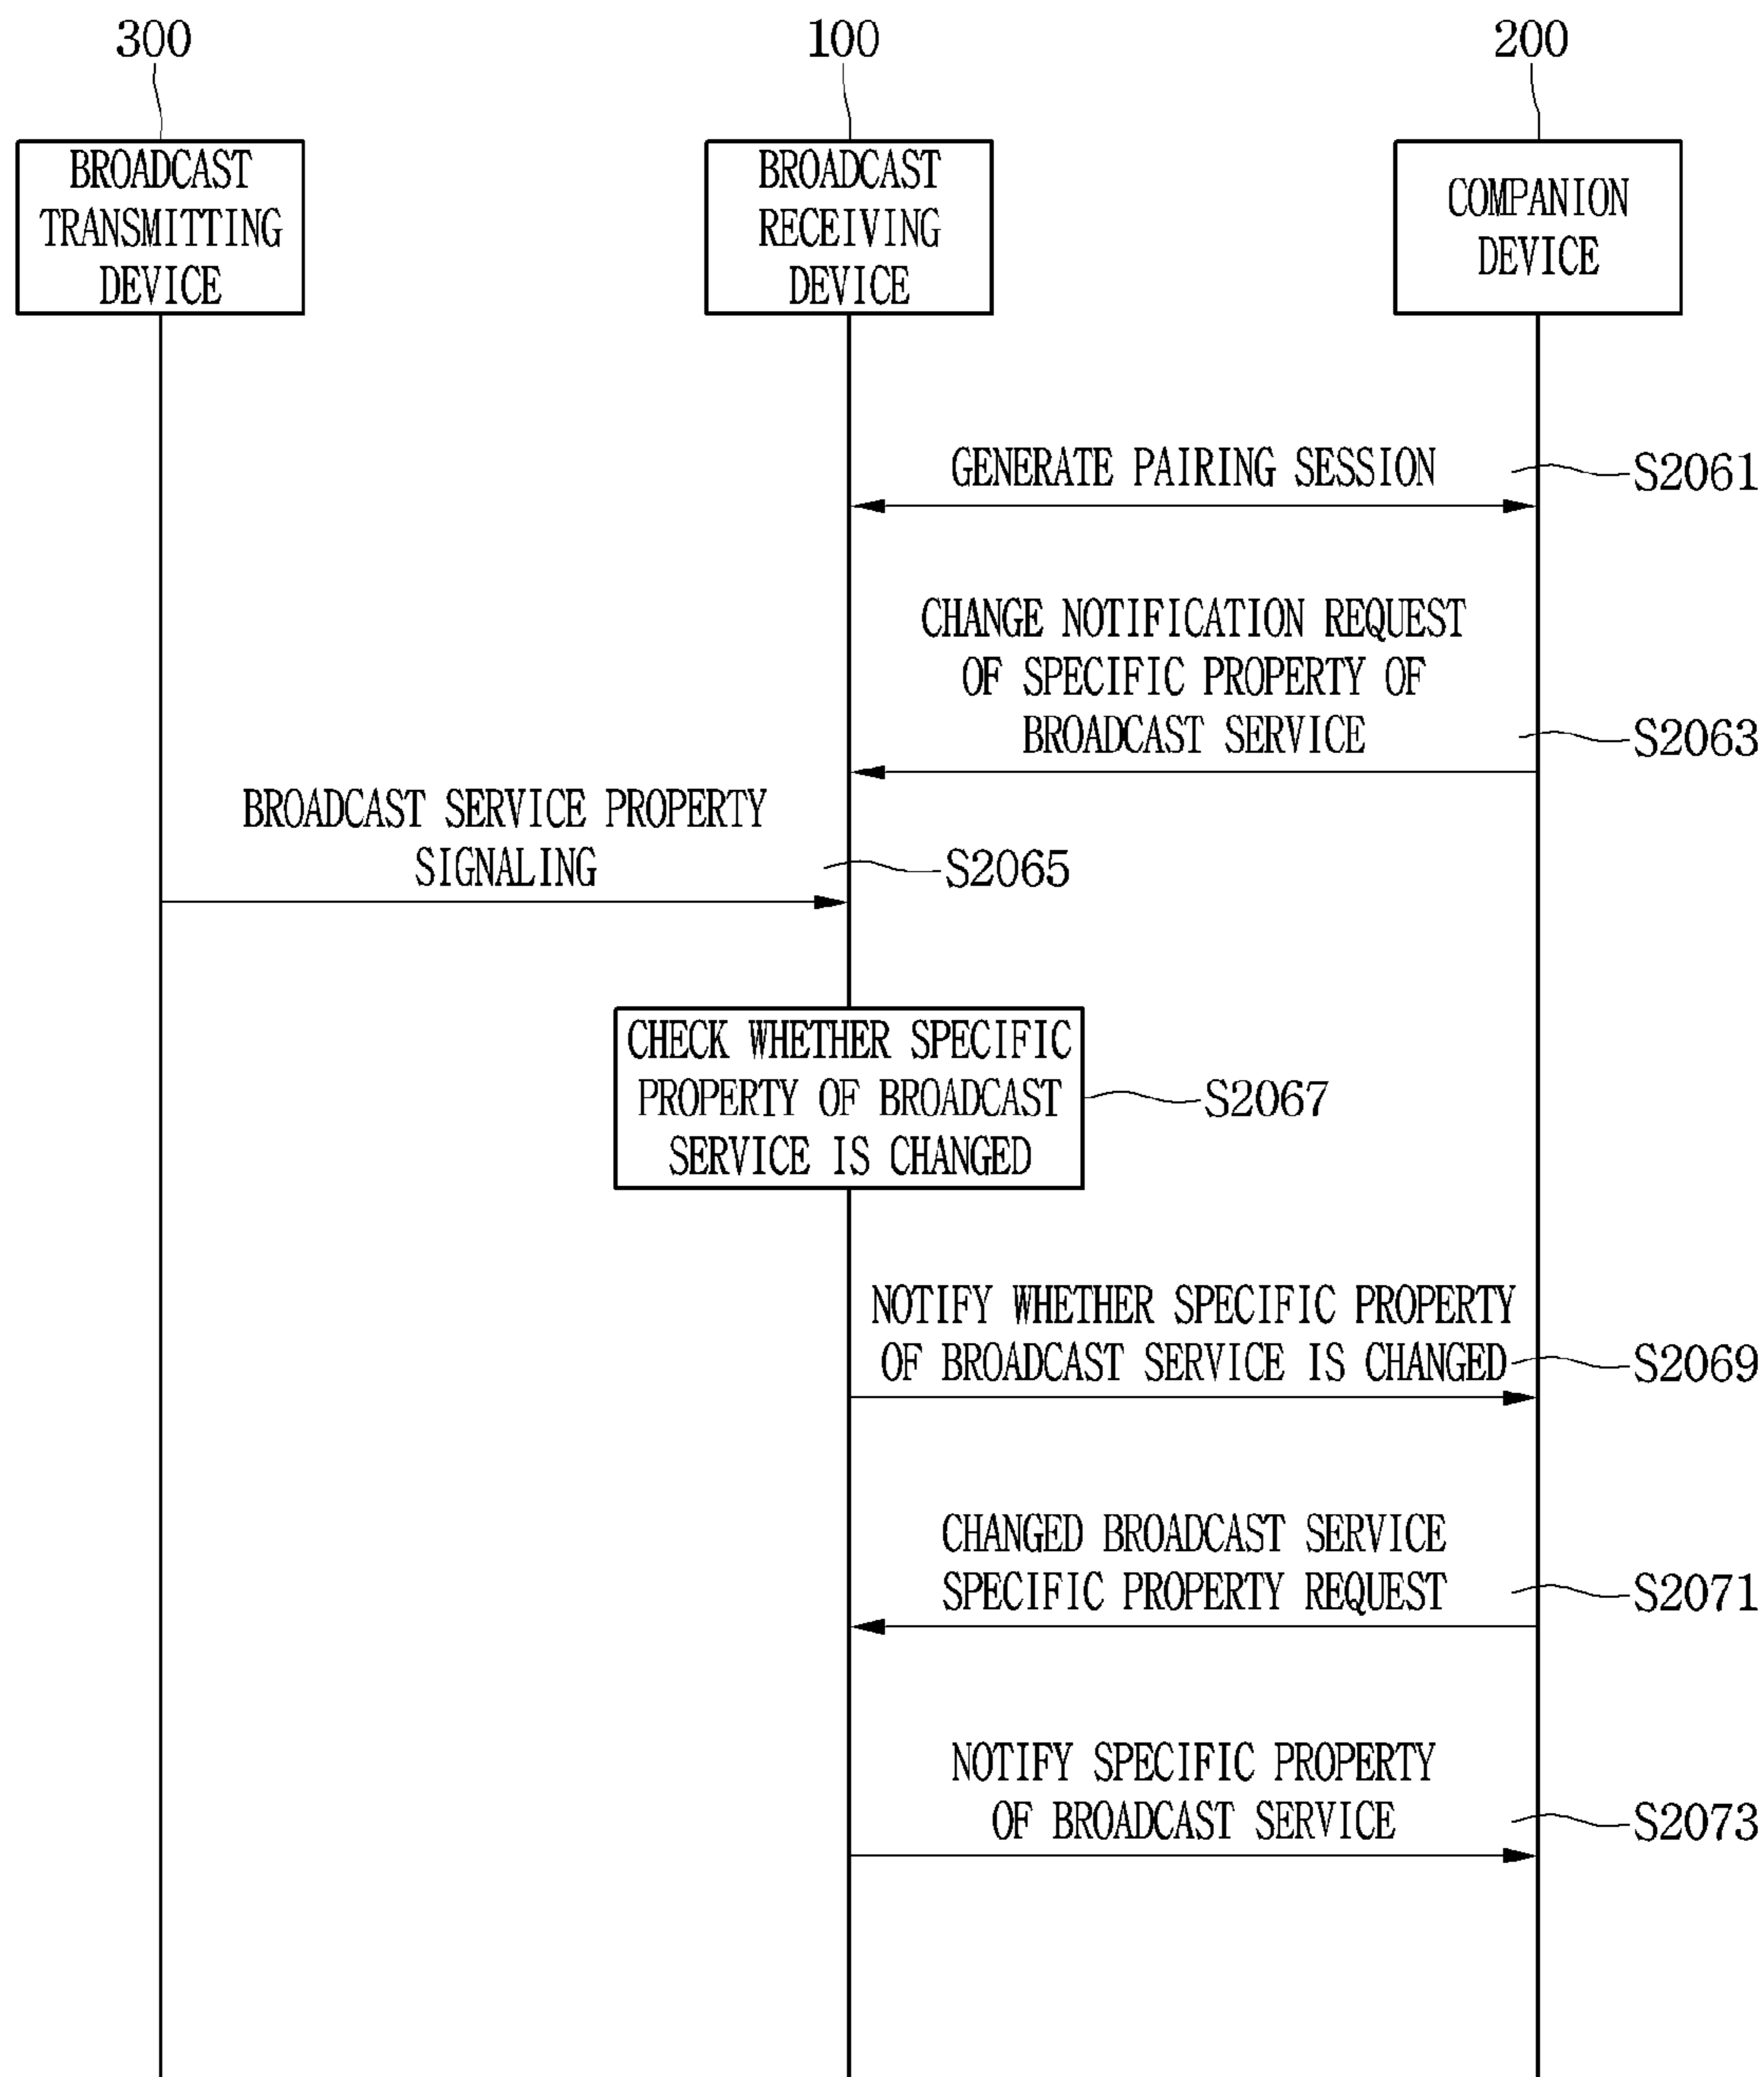 300
100
200
BROADCAST
TRANSMITTING
DEVICE
BROADCAST
RECEIVING
DEVICE
COMPANION
DEVICE
GENERATE PAIRING SESSION
S2061
CHANGE NOTIFICATION REQUEST
OF SPECIFIC PROPERTY OF
BROADCAST SERVICE
S2063
BROADCAST SERVICE PROPERTY
SIGNALING
S2065
CHECK WHETHER SPECIFIC
PROPERTY OF BROADCAST
SERVICE IS CHANGED
S2067
NOTIFY WHETHER SPECIFIC PROPERTY
OF BROADCAST SERVICE IS CHANGED
S2069
CHANGED BROADCAST SERVICE
SPECIFIC PROPERTY REQUEST
S2071
NOTIFY SPECIFIC PROPERTY
OF BROADCAST SERVICE
S2073